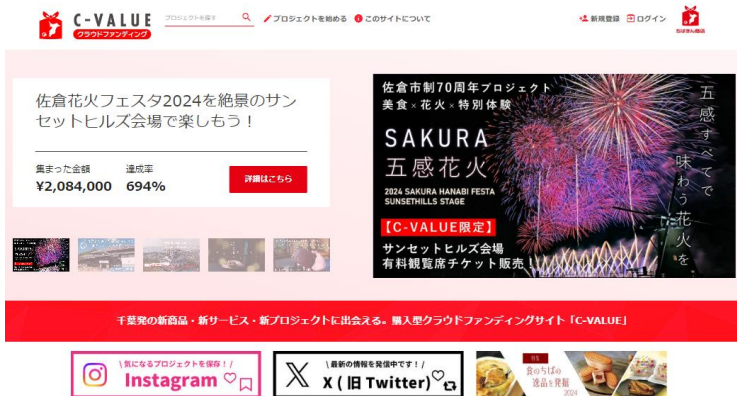 C-VALUE
クラウドファンディング
プロジェクトを探す
プロジェクトを始める
このサイトについて
新規登録
ログイン
ちばぎん商店
佐倉花火フェスタ2024を絶景のサン
セットヒルズ会場で楽しもう！
集まった金額 達成率
¥2,084,000 694%
詳細はこちら
佐倉市制70周年プロジェクト
美食×花火×特別体験
SAKURA
五感花火
2024 SAKURA HANABI FESTA
SUNSETHILLS STAGE
【C-VALUE限定】
サンセットヒルズ会場
有料観覧席チケット販売！
五感すべてで
味わう花火を
千葉発の新商品・新サービス・新プロジェクトに出会える。購入型クラウドファンディングサイト「C-VALUE」
\ 気になるプロジェクトを保存！ /
Instagram
\ 最新の情報を発信中です！ /
X ( 旧 Twitter)
特集
食のちばの
逸品を発掘
2024